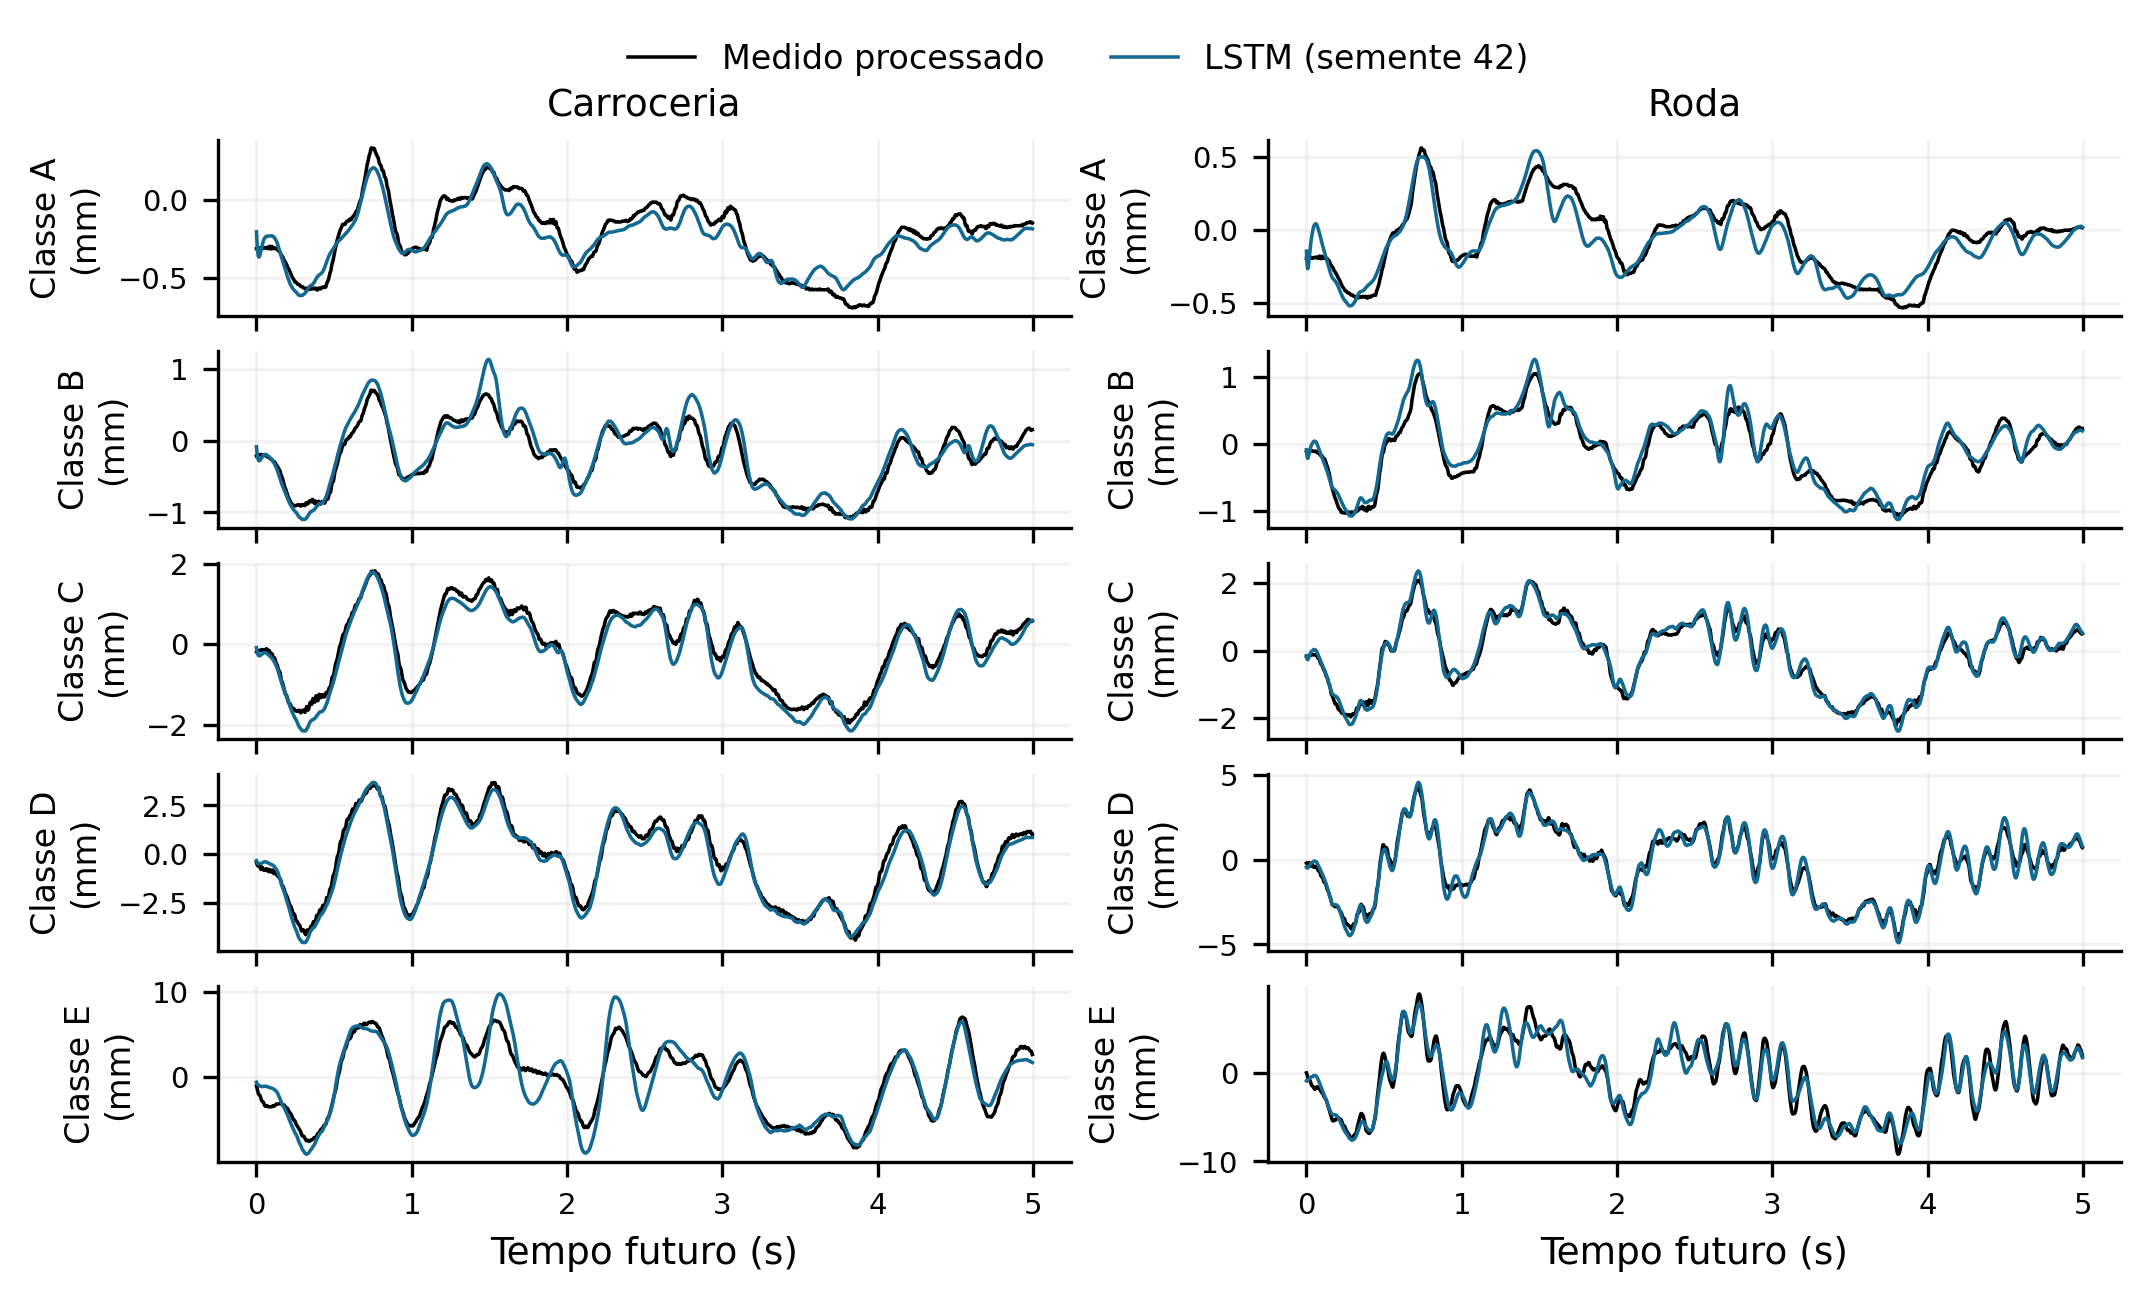 Medido processado LSTM (semente 42)
Carroceria Roda
Classe A
(mm)
0.0
−0.5
Classe A
(mm)
0.5
0.0
−0.5
Classe B
(mm)
1
0
−1
Classe B
(mm)
1
0
−1
Classe C
(mm)
2
0
−2
Classe C
(mm)
2
0
−2
Classe D
(mm)
2.5
0.0
−2.5
Classe D
(mm)
5
0
−5
Classe E
(mm)
10
0
Classe E
(mm)
0
−10
0 1 2 3 4 5
0 1 2 3 4 5
Tempo futuro (s) Tempo futuro (s)